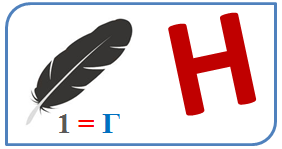 Н
1 = Г